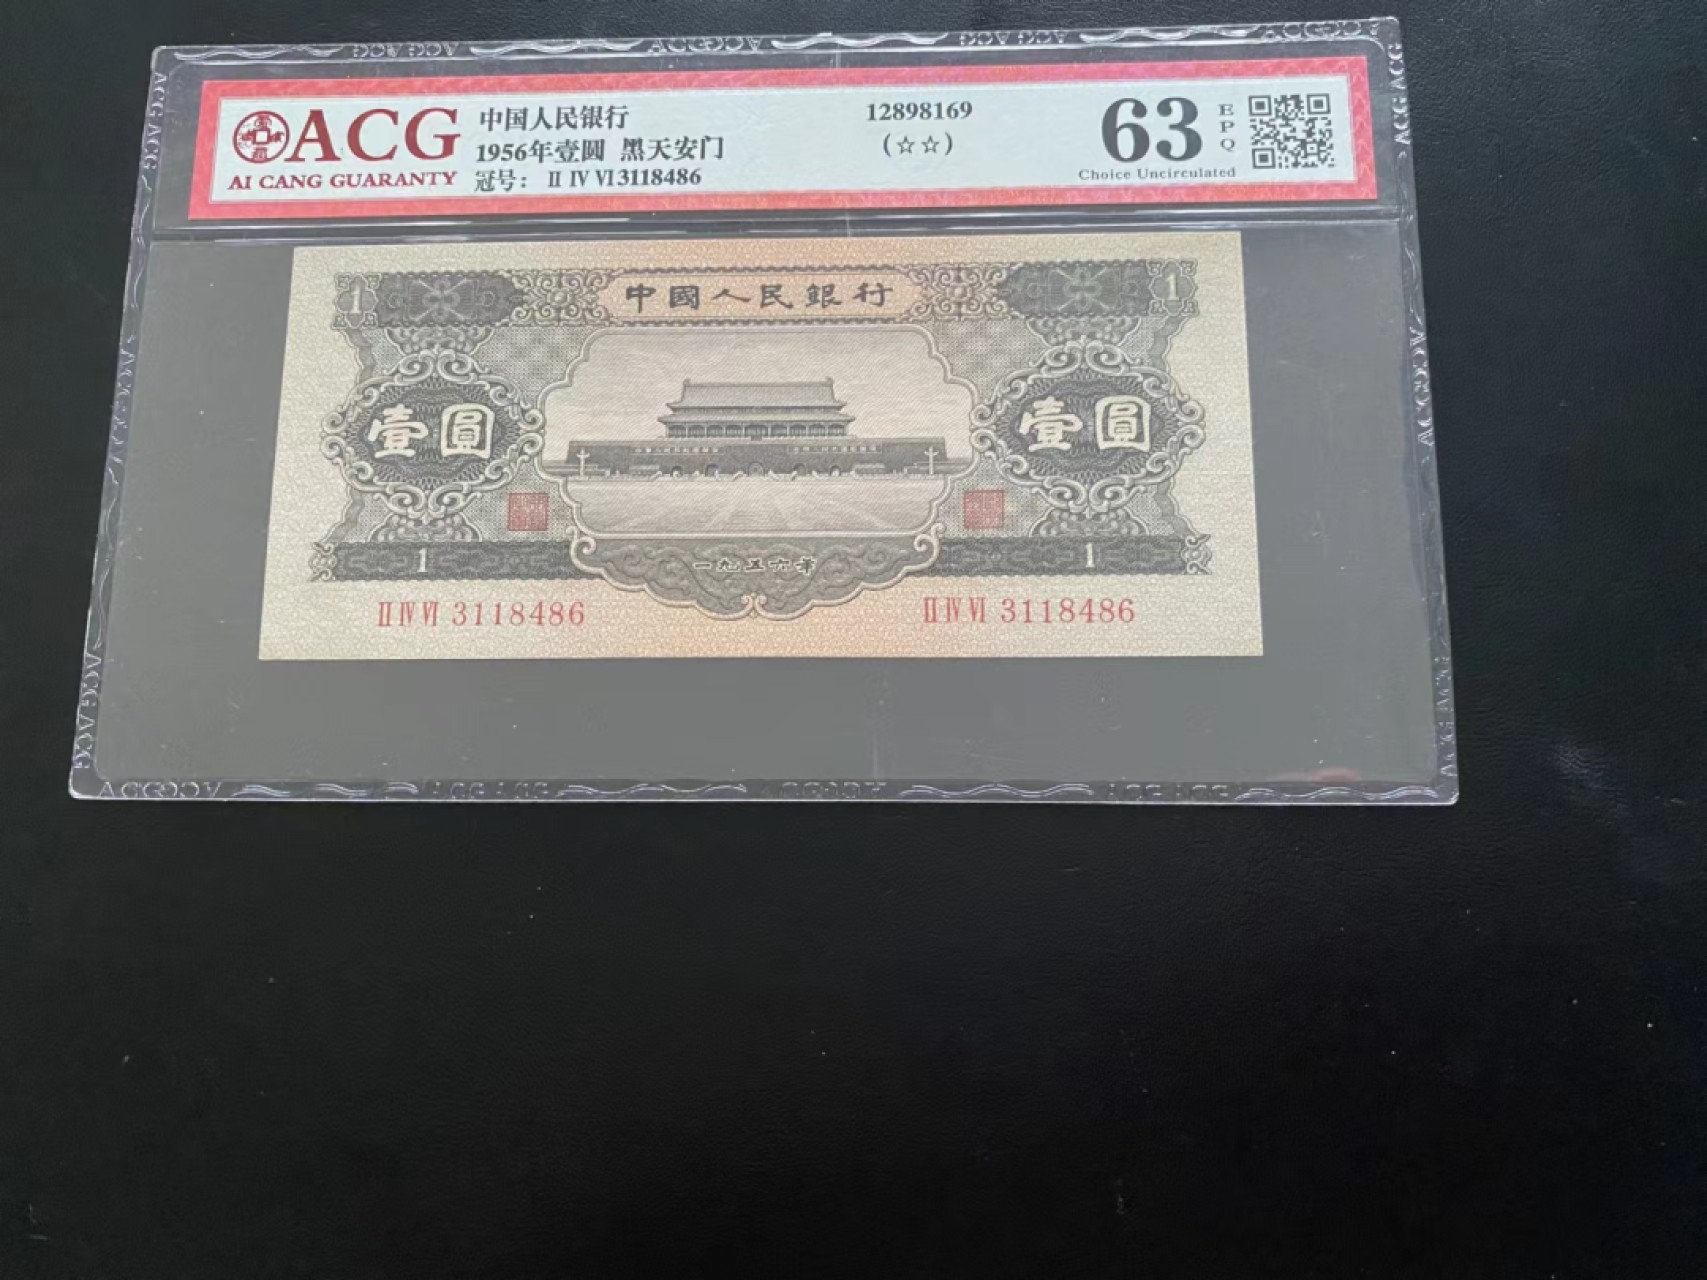 ACG
AI CANG GUARANTY
中国人民银行
1956年壹圆 黑天安门
冠号: II IV VI 3118486
12898169
(☆☆)
63
EPQ
Choice Uncirculated
1
中國人民銀行
1
壹圓
壹圓
1
一九五六年
1
II IV VI 3118486
II IV VI 3118486